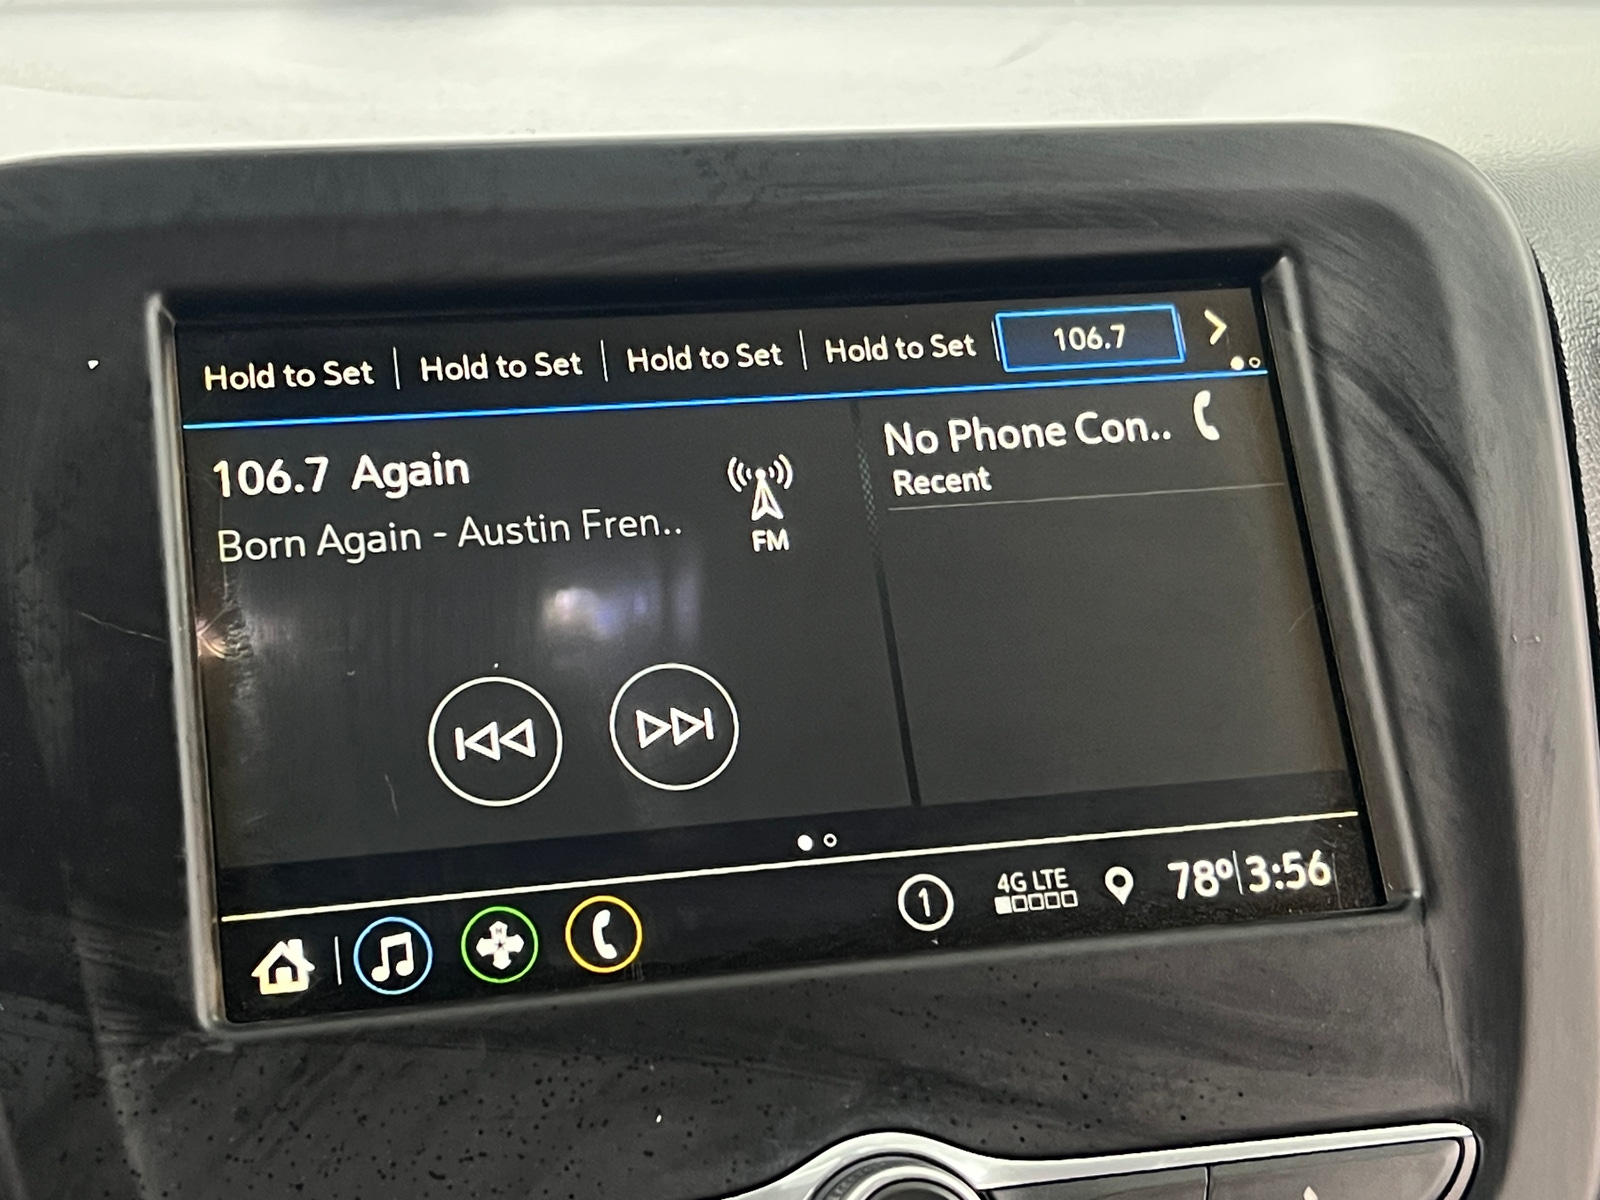 Hold to Set | Hold to Set | Hold to Set | Hold to Set | 106.7
106.7 Again
Born Again - Austin Fren..
FM
No Phone Con..
Recent
1
4G LTE
78°|3:56